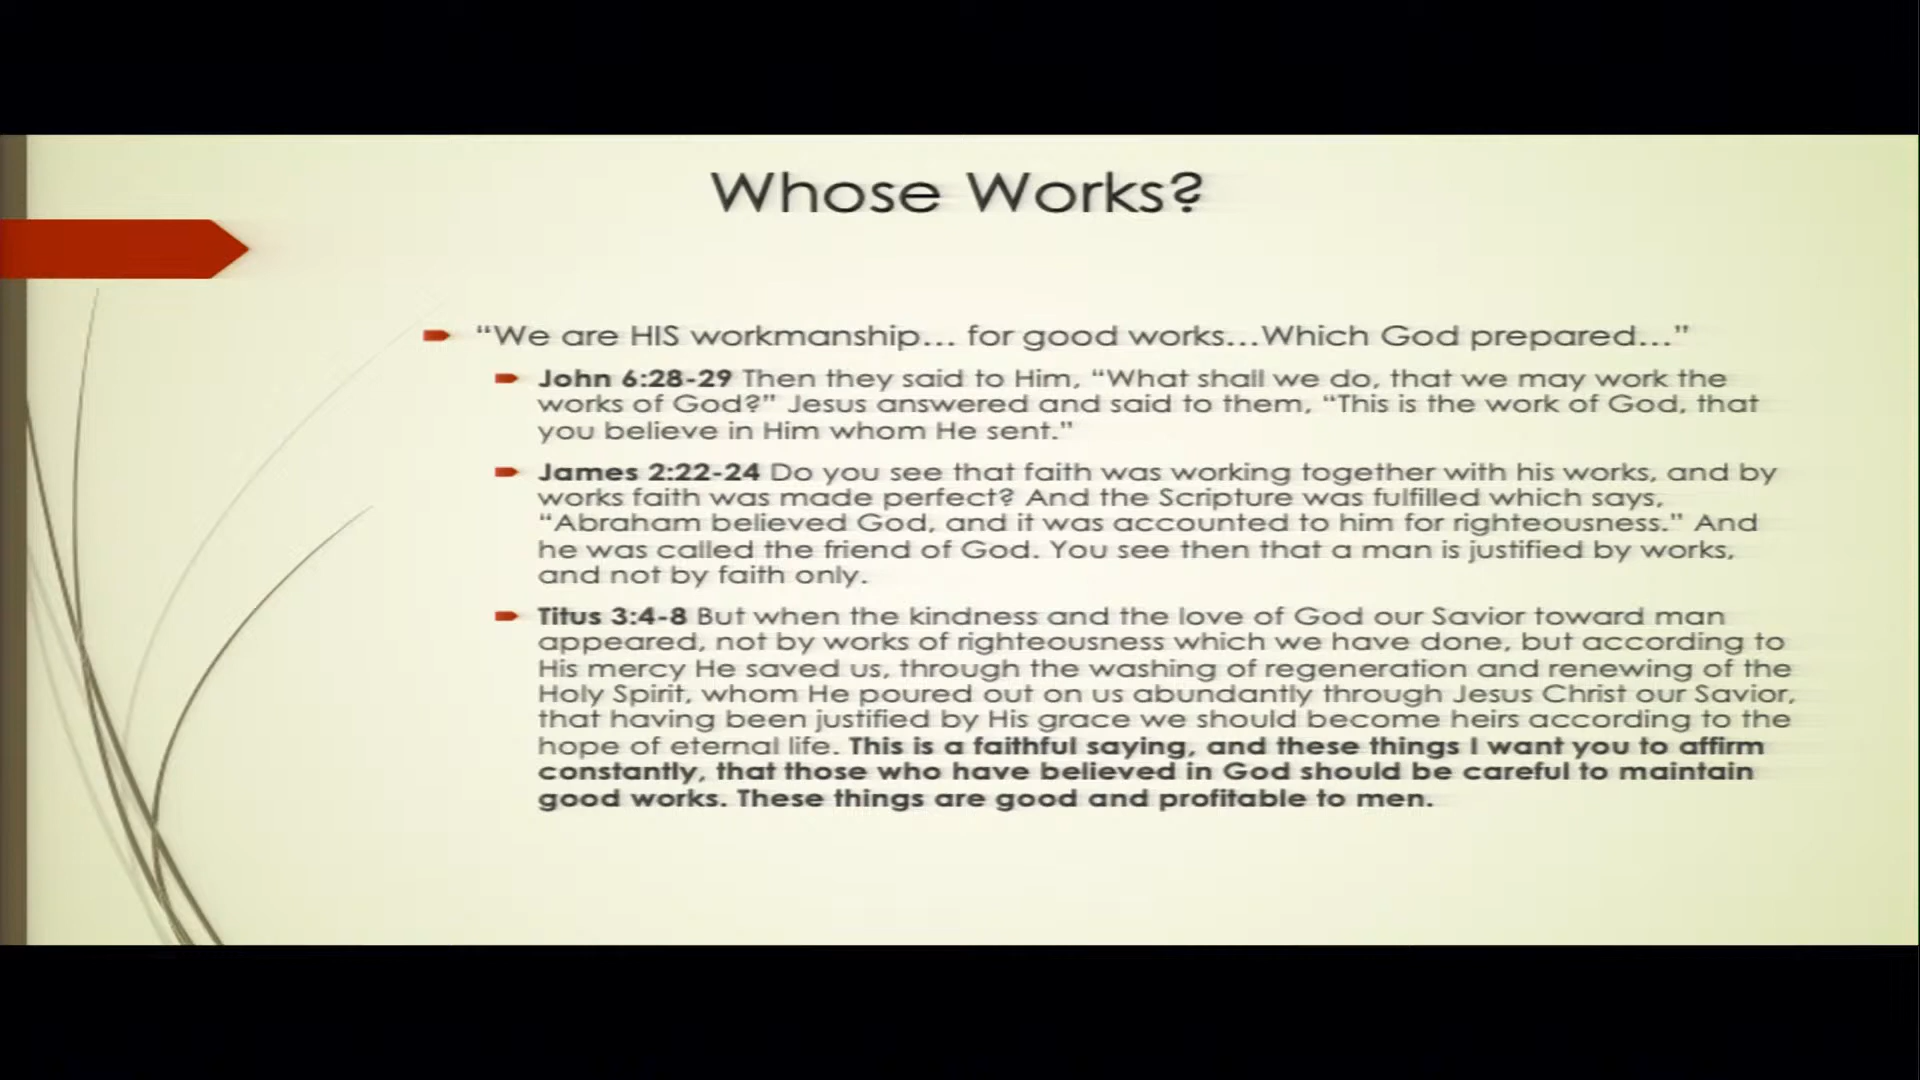 Whose Works?
“We are HIS workmanship... for good works...Which God prepared...”
John 6:28-29 Then they said to Him, “What shall we do, that we may work the
works of God?” Jesus answered and said to them, “This is the work of God, that
you believe in Him whom He sent.”
James 2:22-24 Do you see that faith was working together with his works, and by
works faith was made perfect? And the Scripture was fulfilled which says,
“Abraham believed God, and it was accounted to him for righteousness.” And
he was called the friend of God. You see then that a man is justified by works,
and not by faith only.
Titus 3:4-8 But when the kindness and the love of God our Savior toward man
appeared, not by works of righteousness which we have done, but according to
His mercy He saved us, through the washing of regeneration and renewing of the
Holy Spirit, whom He poured out on us abundantly through Jesus Christ our Savior,
that having been justified by His grace we should become heirs according to the
hope of eternal life. This is a faithful saying, and these things I want you to affirm
constantly, that those who have believed in God should be careful to maintain
good works. These things are good and profitable to men.